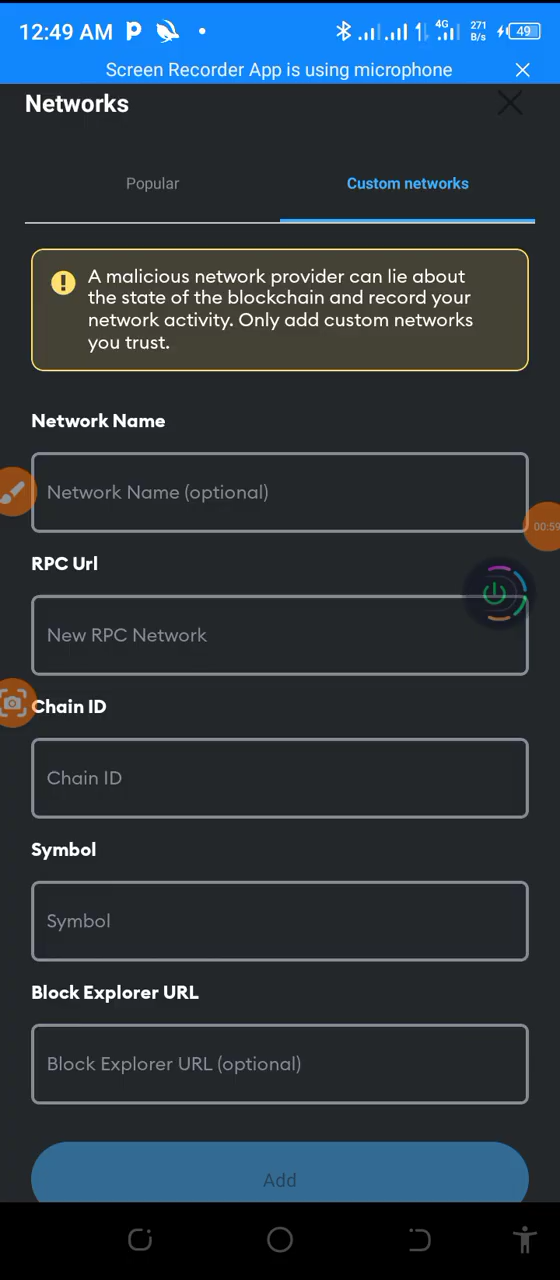 12:49 AM
4G
271 B/s
49
Screen Recorder App is using microphone
Networks
Popular
Custom networks
A malicious network provider can lie about
the state of the blockchain and record your
network activity. Only add custom networks
you trust.
Network Name
Network Name (optional)
00:59
RPC Url
New RPC Network
Chain ID
Chain ID
Symbol
Symbol
Block Explorer URL
Block Explorer URL (optional)
Add